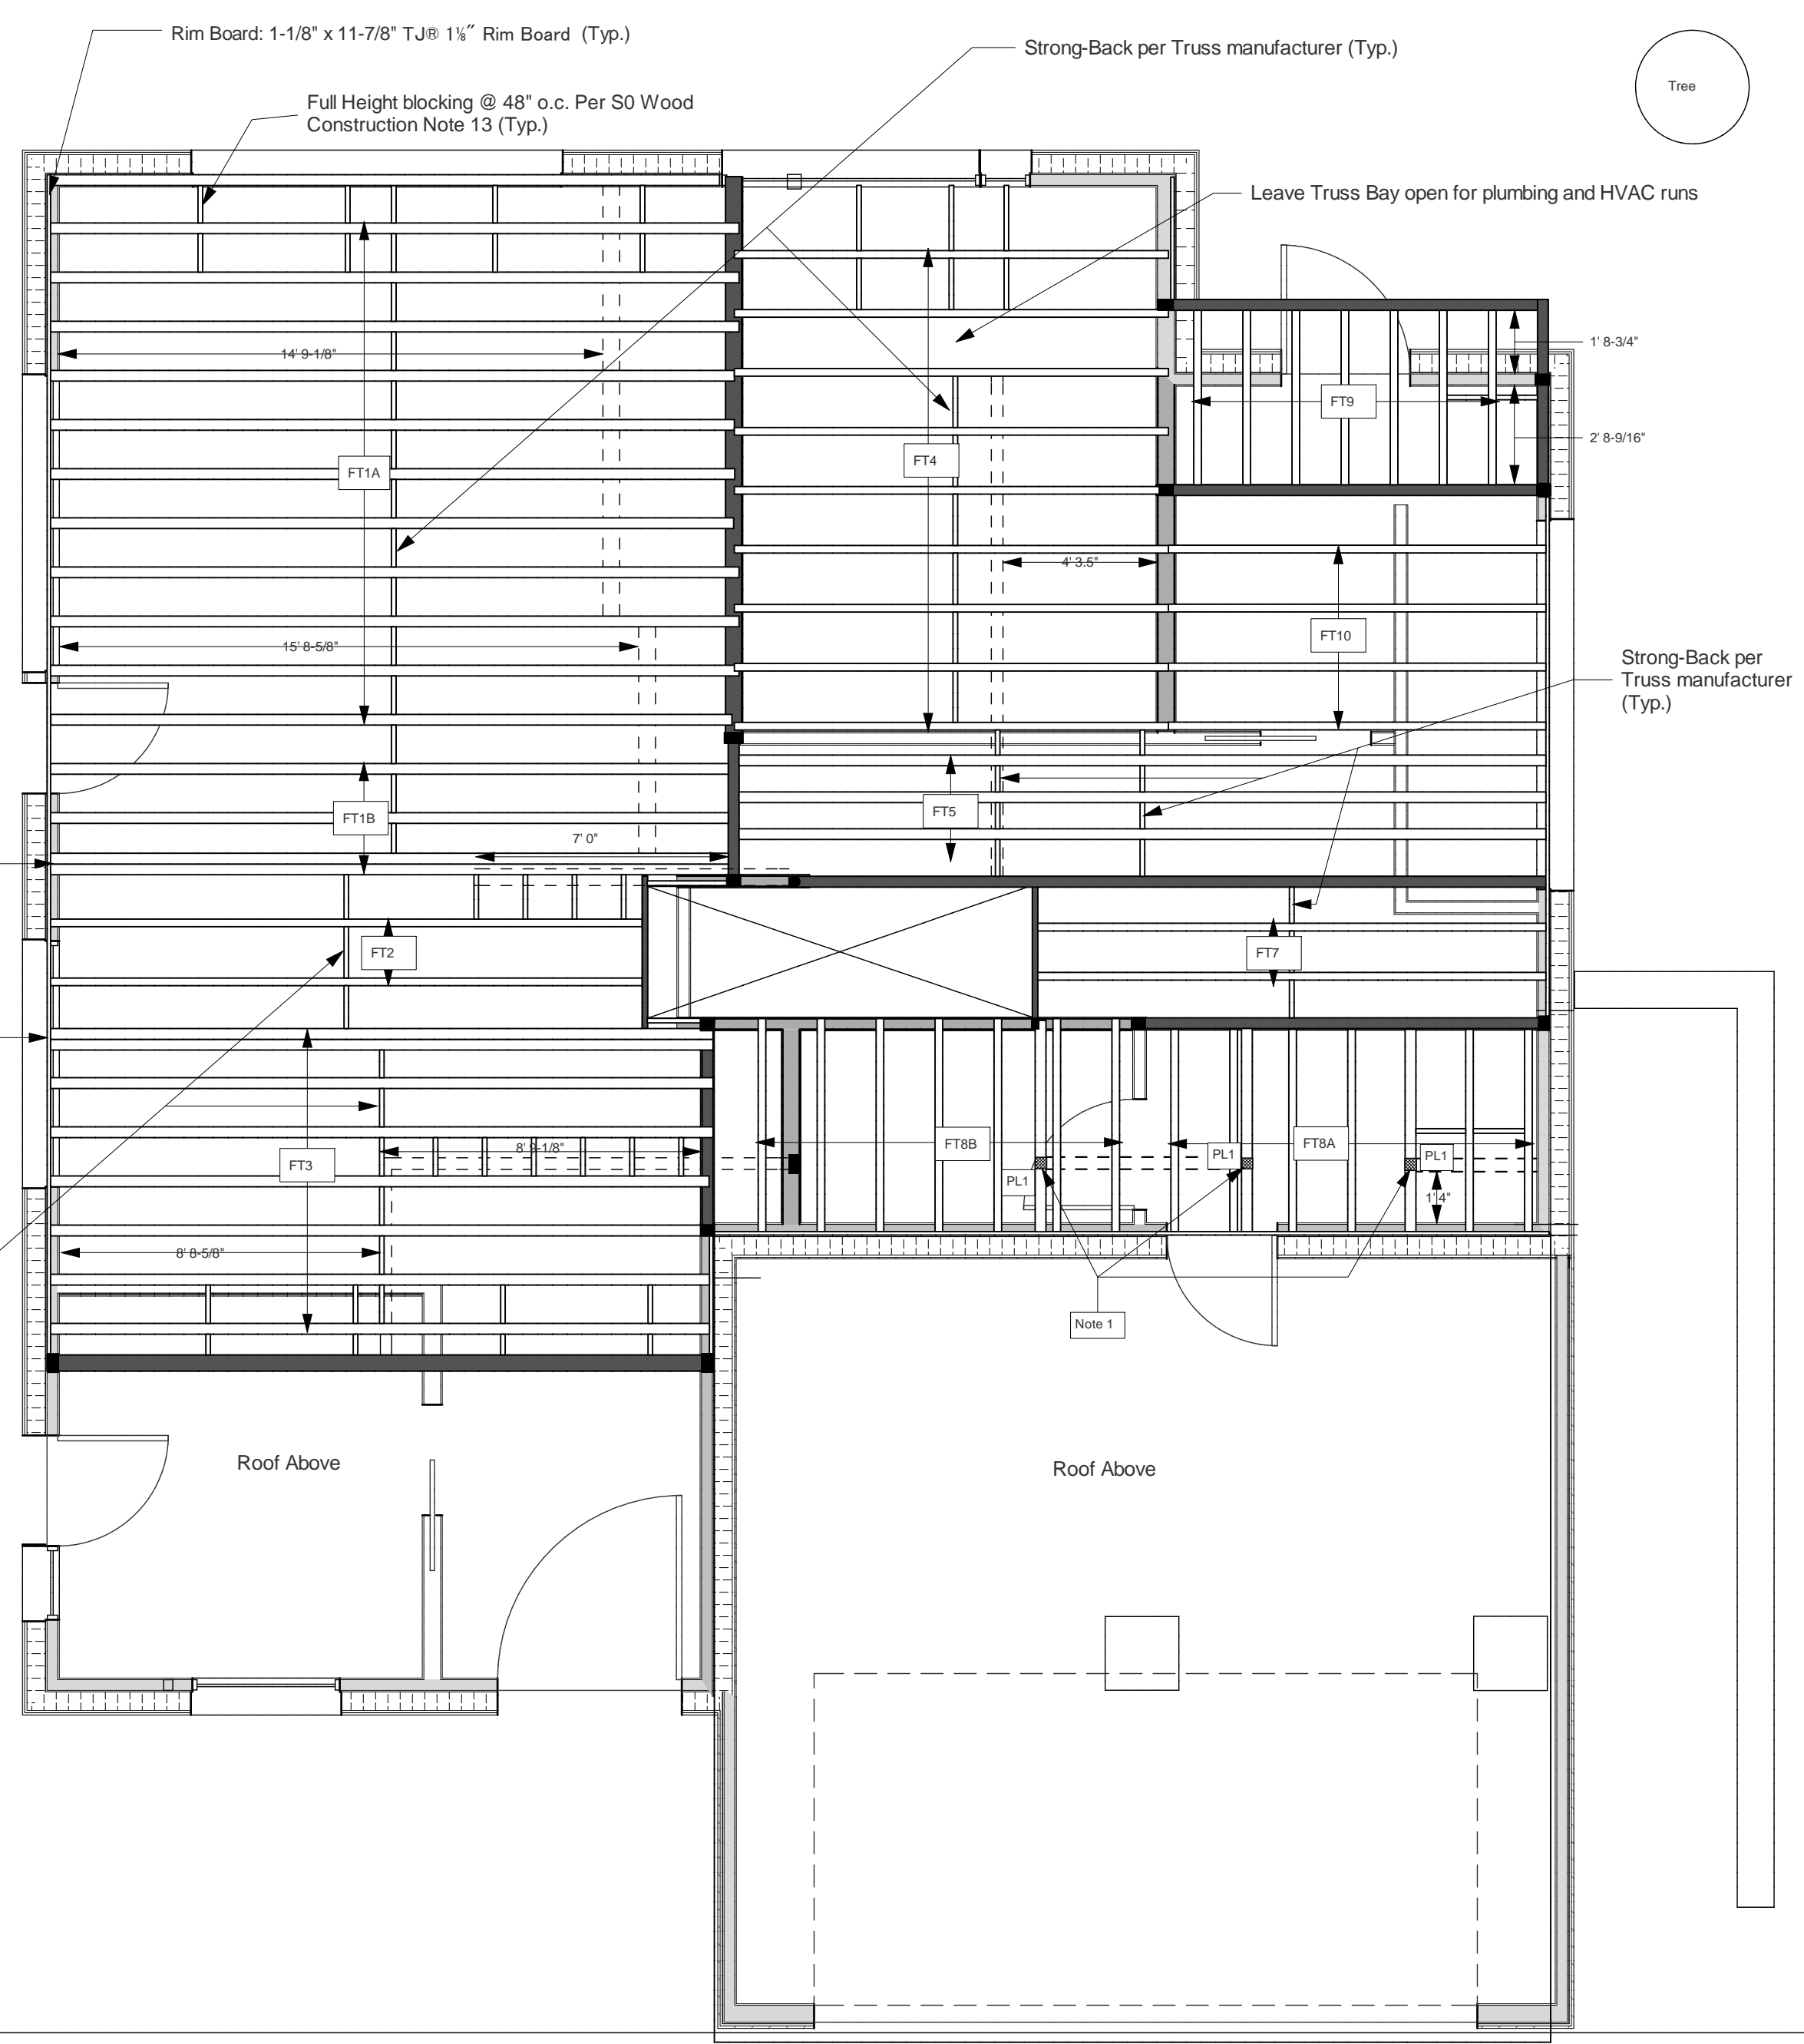 Rim Board: 1-1/8" x 11-7/8" TJ® 1⅛″ Rim Board (Typ.)
Strong-Back per Truss manufacturer (Typ.)
Tree
Full Height blocking @ 48" o.c. Per S0 Wood
Construction Note 13 (Typ.)
Leave Truss Bay open for plumbing and HVAC runs
1' 8-3/4"
14' 9-1/8"
FT9
2' 8-9/16"
FT4
FT1A
4' 3.5"
FT10
15' 8-5/8"
Strong-Back per
Truss manufacturer
(Typ.)
FT5
FT1B
7' 0"
FT2
FT7
FT8B
FT8A
8' 9-1/8"
PL1
PL1
FT3
PL1
1' 4"
8' 8-5/8"
Note 1
Roof Above
Roof Above